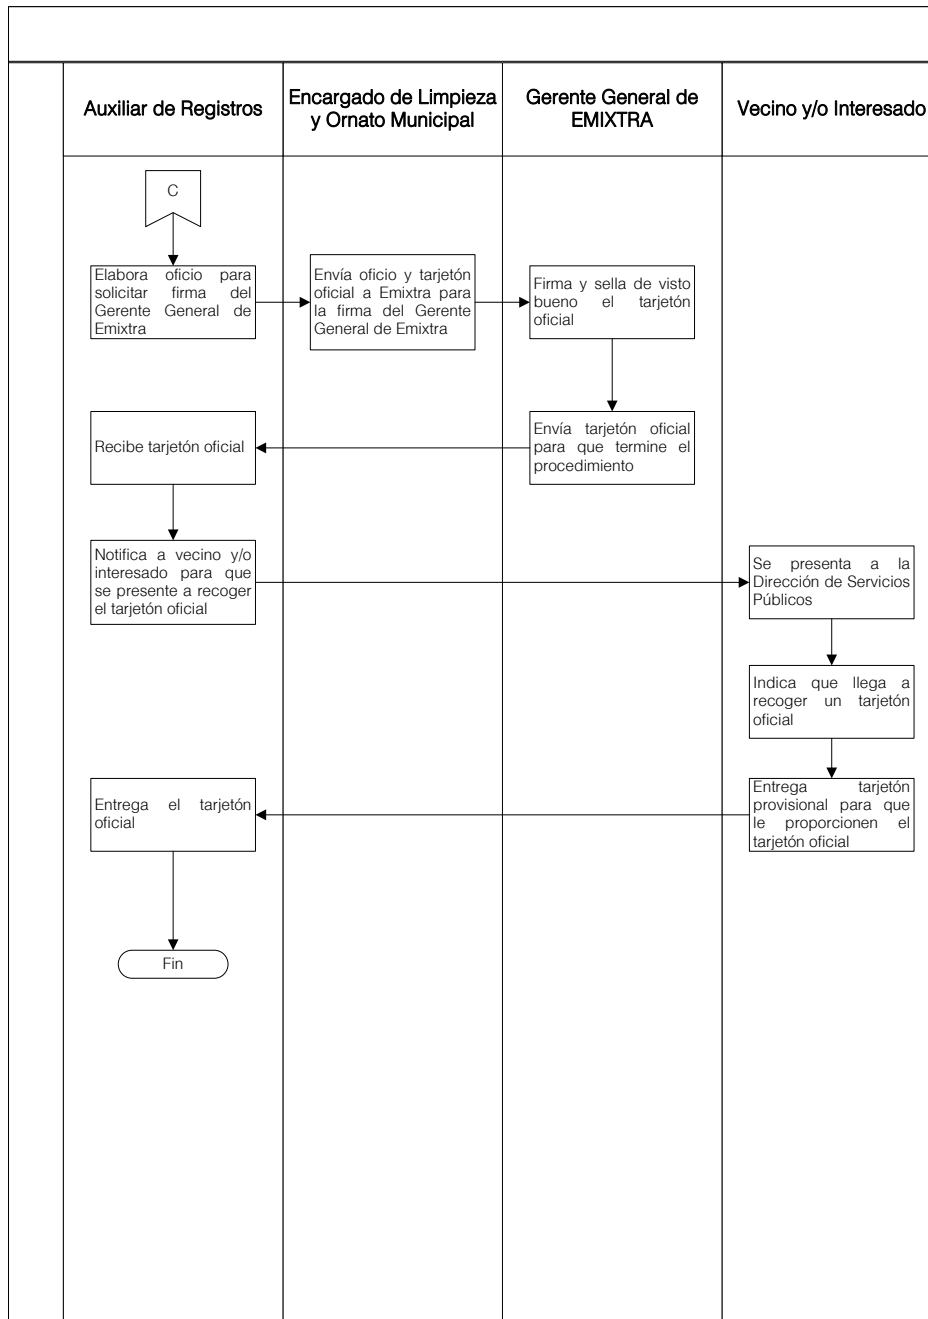 Auxiliar de Registros
Encargado de Limpieza
y Ornato Municipal
Gerente General de
EMIXTRA
Vecino y/o Interesado
C
Elabora oficio para
solicitar firma del
Gerente General de
Emixtra
Envía oficio y tarjetón
oficial a Emixtra para
la firma del Gerente
General de Emixtra
Firma y sella de visto
bueno el tarjetón
oficial
Envía tarjetón oficial
para que termine el
procedimiento
Recibe tarjetón oficial
Notifica a vecino y/o
interesado para que
se presente a recoger
el tarjetón oficial
Se presenta a la
Dirección de Servicios
Públicos
Indica que llega a
recoger un tarjetón
oficial
Entrega tarjetón
provisional para que
le proporcionen el
tarjetón oficial
Entrega el tarjetón
oficial
Fin